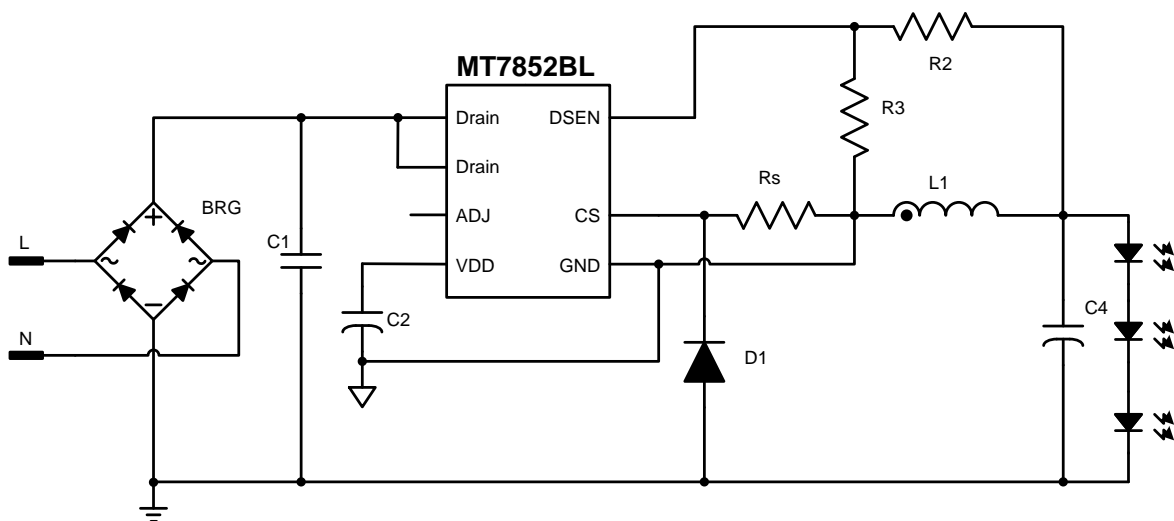 MT7852BL
R2
Drain
DSEN
R3
Drain
Rs
L1
BRG
ADJ
CS
L
C1
VDD
GND
C2
C4
N
D1